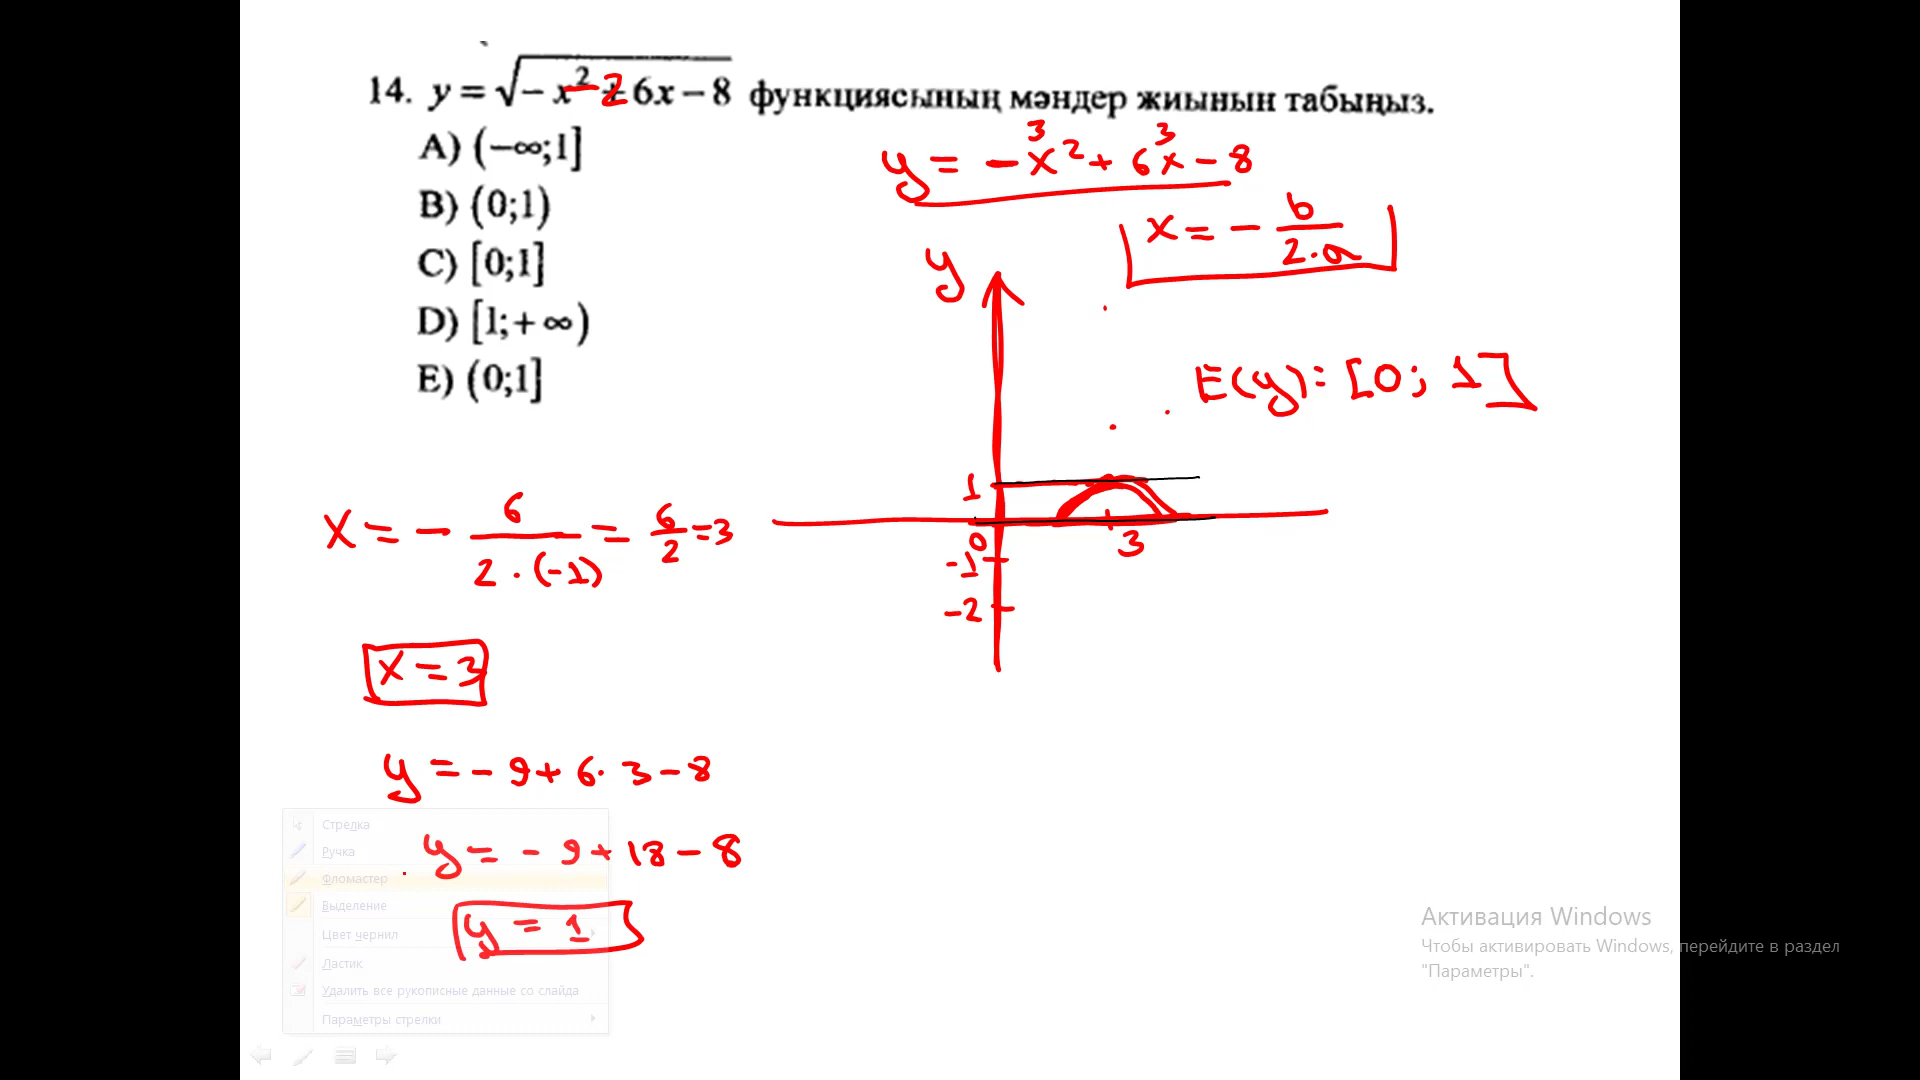 14. y = √-x² + 6x - 8 функциясының мәндер жиынын табыңыз.
A) (-∞;1]
B) (0;1)
C) [0;1]
D) [1;+∞)
E) (0;1]
y = -x² + 6x - 8
3 3
x = - b / 2·a
y
E(y): [0; 1]
1
0
3
-1
-2
x = - 6 / 2·(-1) = 6/2 = 3
x = 3
y = -9 + 6·3 - 8
y = -9 + 18 - 8
y = 1
Стрелка
Ручка
Фломастер
Выделение
Цвет чернил
Ластик
Удалить все рукописные данные со слайда
Параметры стрелки
Активация Windows
Чтобы активировать Windows, перейдите в раздел
"Параметры".